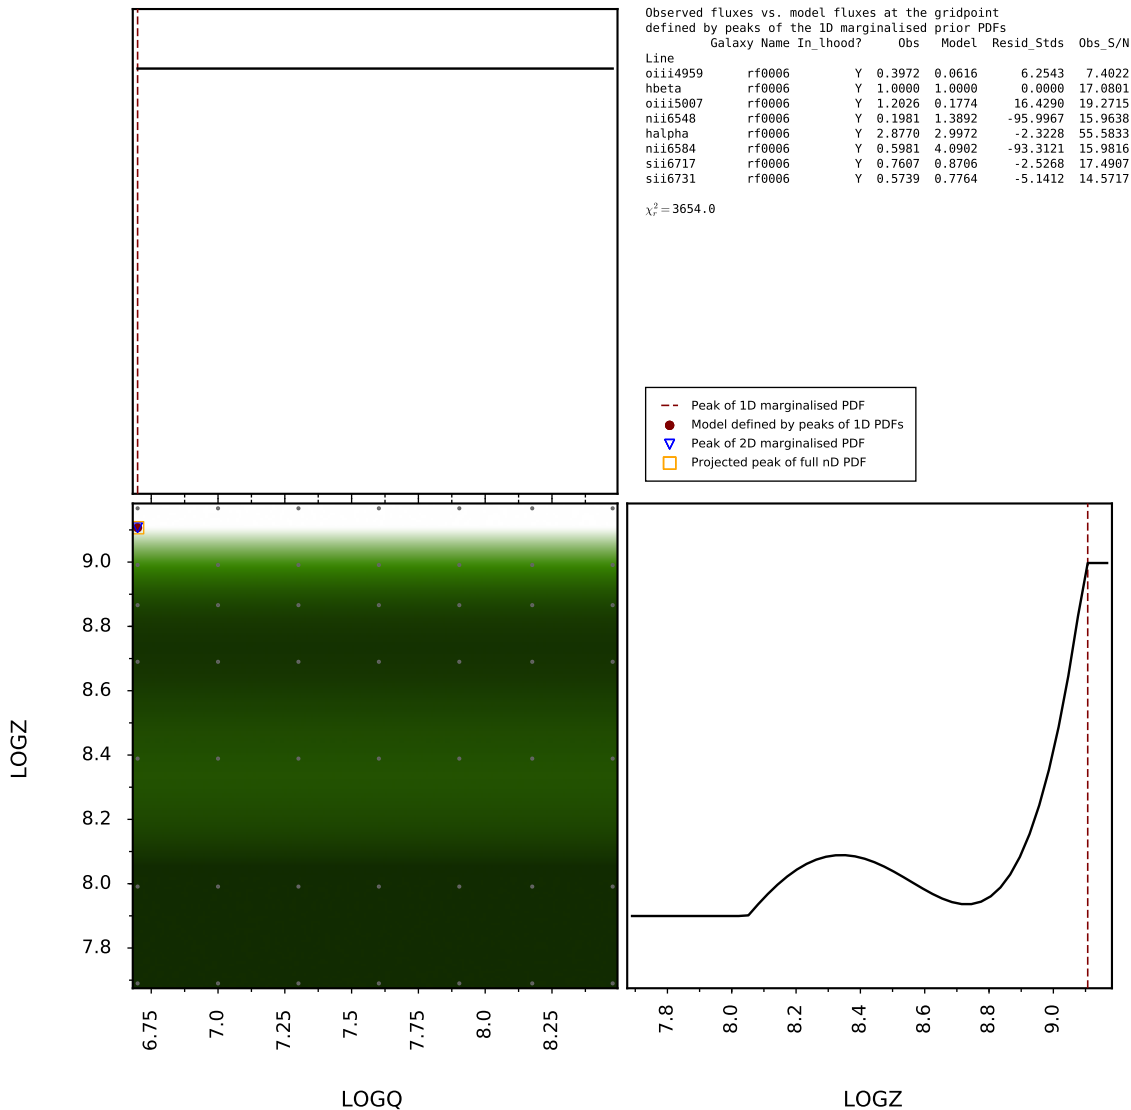 Observed fluxes vs. model fluxes at the gridpoint
defined by peaks of the 1D marginalised prior PDFs
Galaxy Name In_lhood? Obs Model Resid_Stds Obs_S/N
Line
oiii4959 rf0006 Y 0.3972 0.0616 6.2543 7.4022
hbeta rf0006 Y 1.0000 1.0000 0.0000 17.0801
oiii5007 rf0006 Y 1.2026 0.1774 16.4290 19.2715
nii6548 rf0006 Y 0.1981 1.3892 -95.9967 15.9638
halpha rf0006 Y 2.8770 2.9972 -2.3228 55.5833
nii6584 rf0006 Y 0.5981 4.0902 -93.3121 15.9816
sii6717 rf0006 Y 0.7607 0.8706 -2.5268 17.4907
sii6731 rf0006 Y 0.5739 0.7764 -5.1412 14.5717
χ²ᵣ = 3654.0
Peak of 1D marginalised PDF
Model defined by peaks of 1D PDFs
Peak of 2D marginalised PDF
Projected peak of full nD PDF
9.0
8.8
8.6
8.4
8.2
8.0
7.8
LOGZ
6.75 7.0 7.25 7.5 7.75 8.0 8.25
LOGQ
7.8 8.0 8.2 8.4 8.6 8.8 9.0
LOGZ